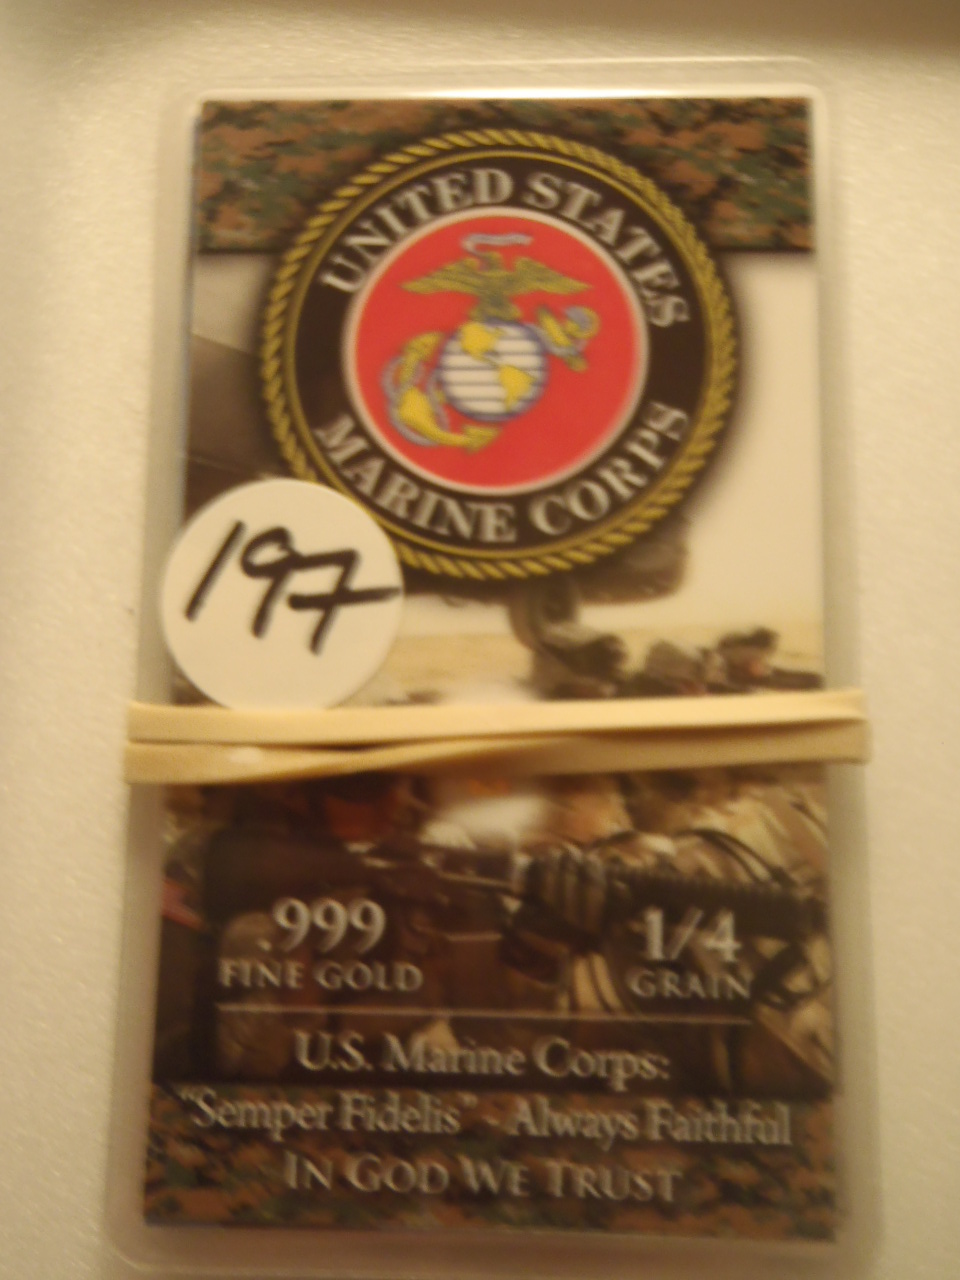 UNITED STATES
MARINE CORPS
197
.999
FINE GOLD
1/4
GRAIN
U.S. Marine Corps:
"Semper Fidelis" - Always Faithful
IN GOD WE TRUST